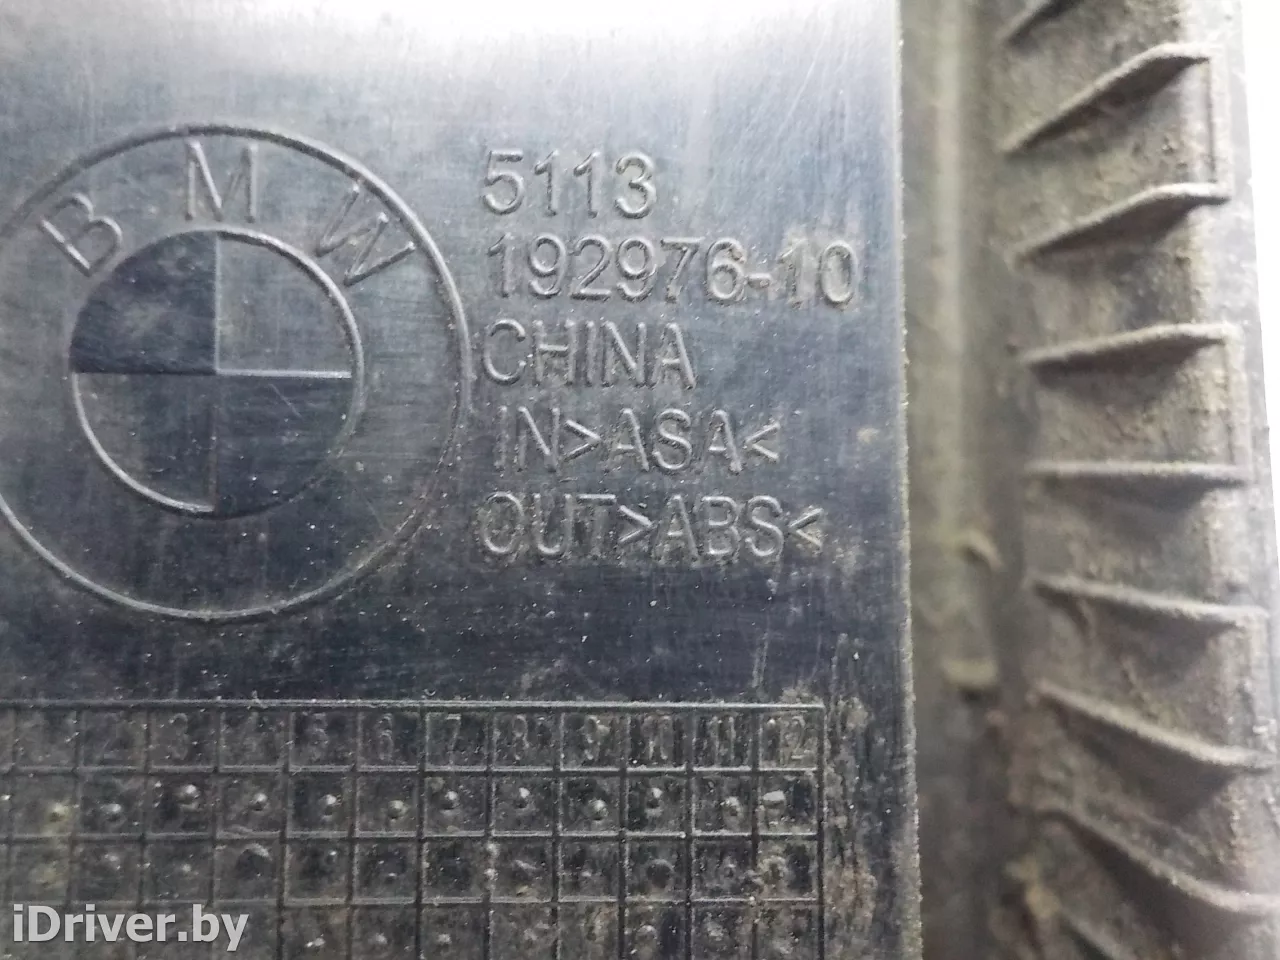 BMW
5113
192976-10
CHINA
IN>ASA<
OUT>ABS<
2 3 4 5 6 7 8 9 10 11 12
iDriver.by